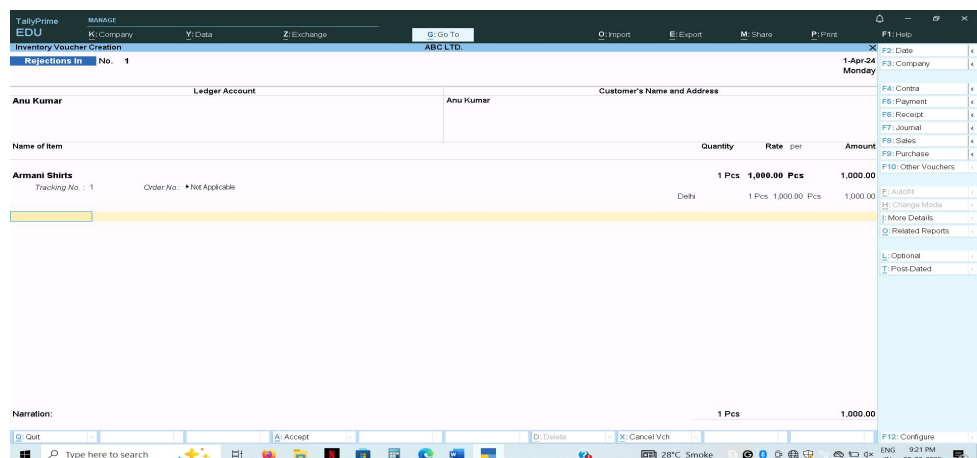 TallyPrime MANAGE
EDU K: Company Y: Data Z: Exchange G: Go To O: Import E: Export M: Share P: Print F1: Help
Inventory Voucher Creation ABC LTD. F2: Date
Rejections In No. 1 1-Apr-24 F3: Company
Monday
Ledger Account Customer's Name and Address F4: Contra
Anu Kumar Anu Kumar F5: Payment
F6: Receipt
F7: Journal
F8: Sales
Name of Item Quantity Rate per Amount
F9: Purchase
F10: Other Vouchers
Armani Shirts 1 Pcs 1,000.00 Pcs 1,000.00
Tracking No. : 1 Order No. : ♦ Not Applicable
F: Autofill
Delhi 1 Pcs 1,000.00 Pcs 1,000.00
H: Change Mode
I: More Details
O: Related Reports
L: Optional
T: Post-Dated
Narration: 1 Pcs 1,000.00
Q: Quit A: Accept D: Delete X: Cancel Vch F12: Configure
Type here to search 28°C Smoke ENG 9:21 PM